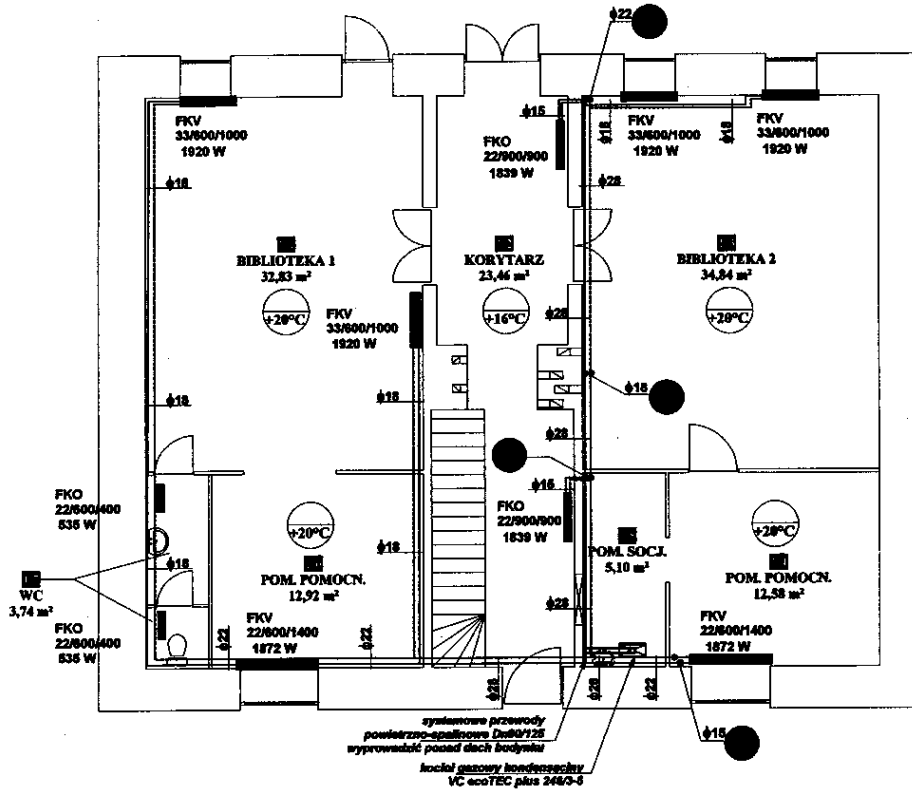 ϕ22
FKV
33/600/1000
1920 W
ϕ15
FKO
22/900/900
1839 W
ϕ18
FKV
33/600/1000
1920 W
ϕ18
FKV
33/600/1000
1920 W
ϕ18
ϕ28
BIBLIOTEKA 1
32,83 m²
+20°C
KORYTARZ
23,46 m²
+16°C
BIBLIOTEKA 2
34,84 m²
+20°C
FKV
33/600/1000
1920 W
ϕ28
ϕ18
ϕ18
ϕ18
ϕ28
FKO
22/600/400
535 W
ϕ15
FKO
22/900/900
1839 W
+20°C
+20°C
ϕ18
ϕ18
POM. SOCJ.
5,10 m²
WC
3,74 m²
POM. POMOCN.
12,92 m²
POM. POMOCN.
12,58 m²
ϕ28
FKO
22/600/400
535 W
ϕ22
FKV
22/600/1400
1872 W
ϕ22
FKV
22/600/1400
1872 W
ϕ28
ϕ28
ϕ22
ϕ15
systemowe przewody
powietrzno-spalinowe Dn80/125
wyprowadzić ponad dach budynku
kocioł gazowy kondensacyjny
VC ecoTEC plus 246/3-5